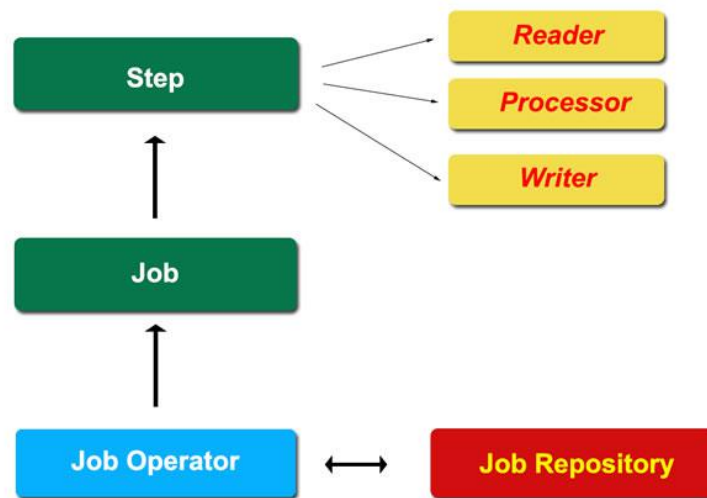 Step
Reader
Processor
Writer
Job
Job Operator
Job Repository